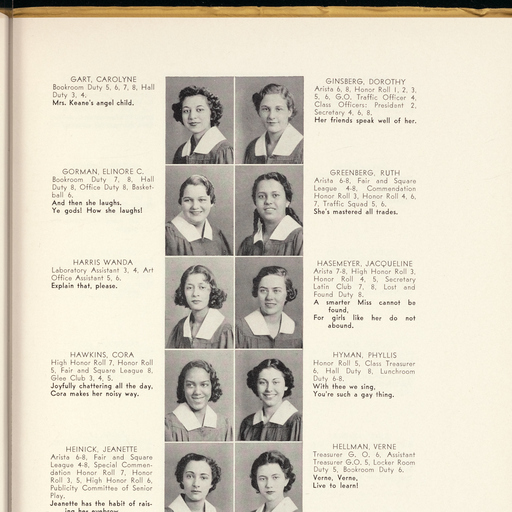 GART, CAROLYNE
Bookroom Duty 5, 6, 7, 8, Hall
Duty 3, 4.
Mrs. Keane's angel child.
GORMAN, ELINORE C.
Bookroom Duty 7, 8, Hall
Duty 8, Office Duty 8, Basket-
ball 6.
And then she laughs.
Ye gods! How she laughs!
HARRIS WANDA
Laboratory Assistant 3, 4, Art
Office Assistant 5, 6.
Explain that, please.
HAWKINS, CORA
High Honor Roll 7, Honor Roll
5, Fair and Square League 8,
Glee Club 3, 4, 5.
Joyfully chattering all the day,
Cora makes her noisy way.
HEINICK, JEANETTE
Arista 6-8, Fair and Square
League 4-8, Special Commen-
dation Honor Roll 7, Honor
Roll 3, 5, High Honor Roll 6,
Publicity Committee of Senior
Play.
Jeanette has the habit of rais-
ing her eyebrow
GINSBERG, DOROTHY
Arista 6, 8, Honor Roll 1, 2, 3,
5, 6, G.O. Traffic Officer 4,
Class Officers: President 2,
Secretary 4, 6, 8.
Her friends speak well of her.
GREENBERG, RUTH
Arista 6-8, Fair and Square
League 4-8, Commendation
Honor Roll 3, Honor Roll 4, 6,
7, Traffic Squad 5, 6.
She's mastered all trades.
HASEMEYER, JACQUELINE
Arista 7-8, High Honor Roll 3,
Honor Roll 4, 5, Secretary
Latin Club 7, 8, Lost and
Found Duty 8.
A smarter Miss cannot be
found,
For girls like her do not
abound.
HYMAN, PHYLLIS
Honor Roll 5, Class Treasurer
6, Hall Duty 8, Lunchroom
Duty 6-8.
With thee we sing,
You're such a gay thing.
HELLMAN, VERNE
Treasurer G. O. 6, Assistant
Treasurer G.O. 5, Locker Room
Duty 5, Bookroom Duty 6.
Verne, Verne,
Live to learn!